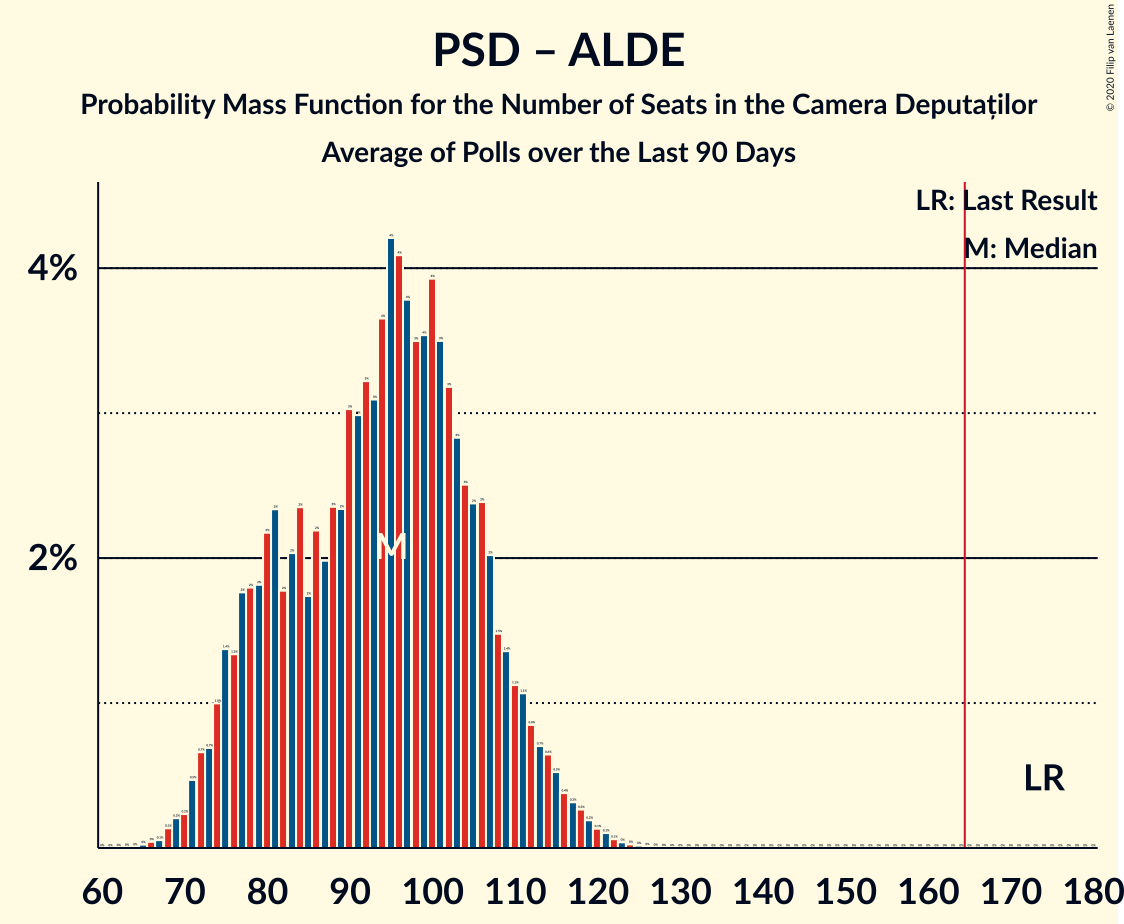 PSD – ALDE
Probability Mass Function for the Number of Seats in the Camera Deputaților
Average of Polls over the Last 90 Days
© 2020 Filip van Laenen
LR: Last Result
M: Median
4%
2%
M
LR
60 70 80 90 100 110 120 130 140 150 160 170 180